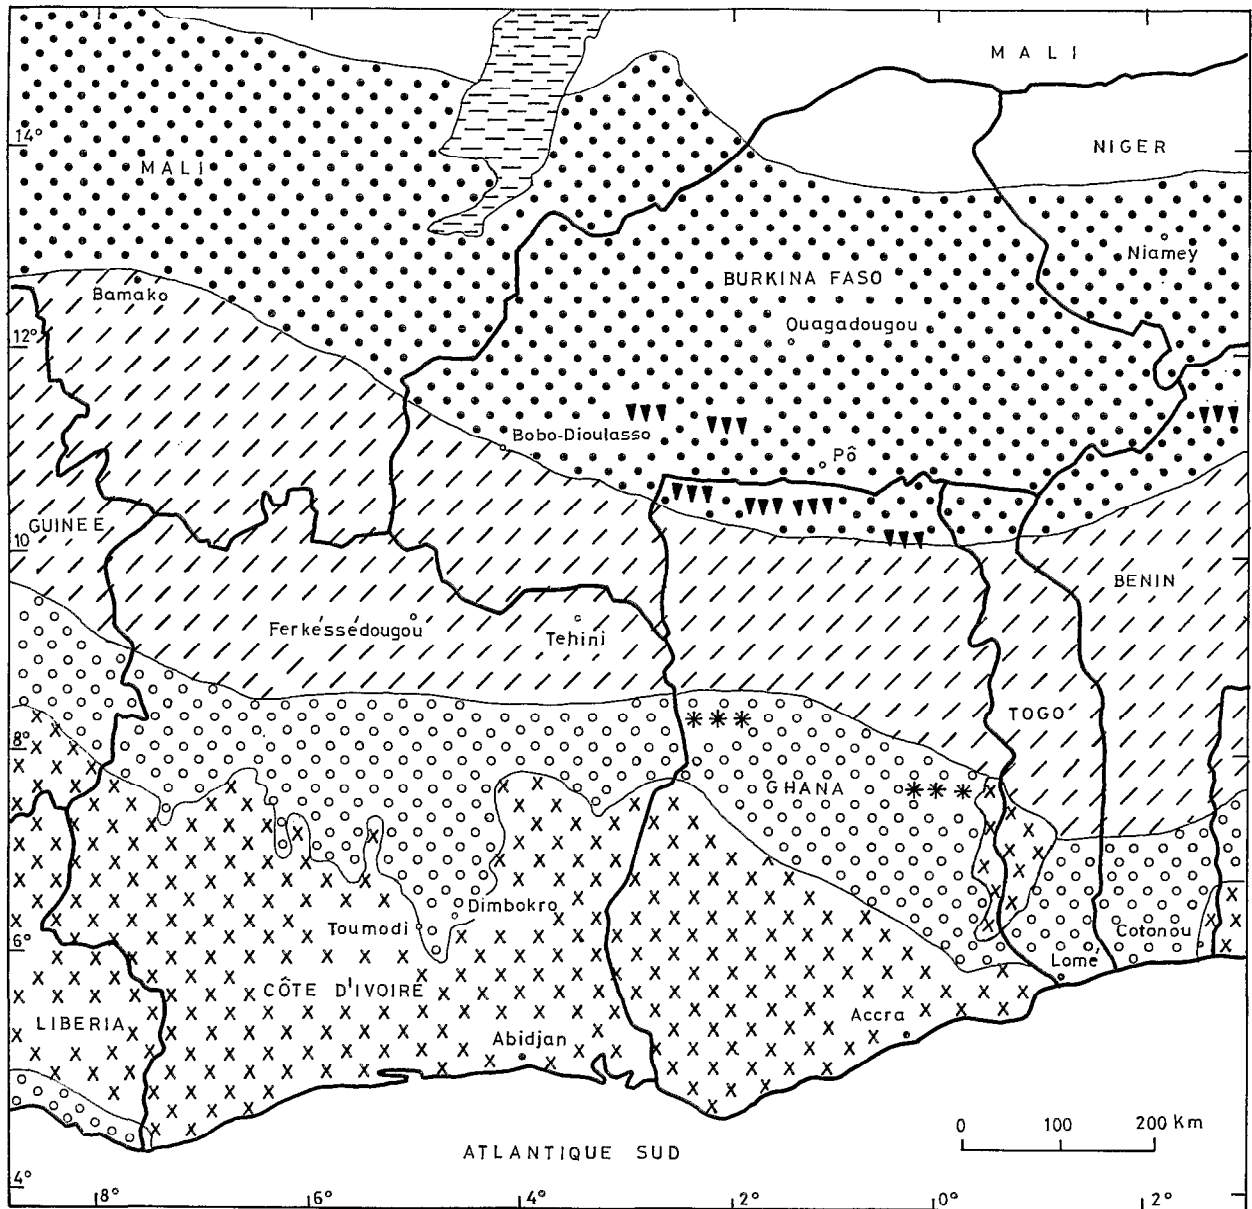 MALI
14°
MALI
NIGER
Niamey
BURKINA FASO
Bamako
Ouagadougou
12°
Bobo-Dioulasso
Pô
GUINEE
10
BENIN
Ferkéssédougou
Tehini
TOGO
8°
GHANA
Dimbokro
Toumodi
Cotonou
6°
Lomé
CÔTE D'IVOIRE
LIBERIA
Accra
Abidjan
0 100 200 Km
ATLANTIQUE SUD
4°
8° 6° 4° 2° 0° 2°